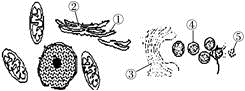 ② ① ④ ⑤
③